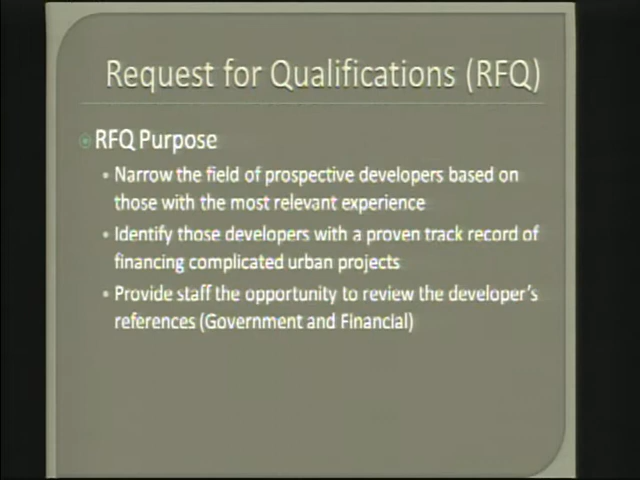 Request for Qualifications (RFQ)
RFQ Purpose
Narrow the field of prospective developers based on
those with the most relevant experience
Identify those developers with a proven track record of
financing complicated urban projects
Provide staff the opportunity to review the developer's
references (Government and Financial)